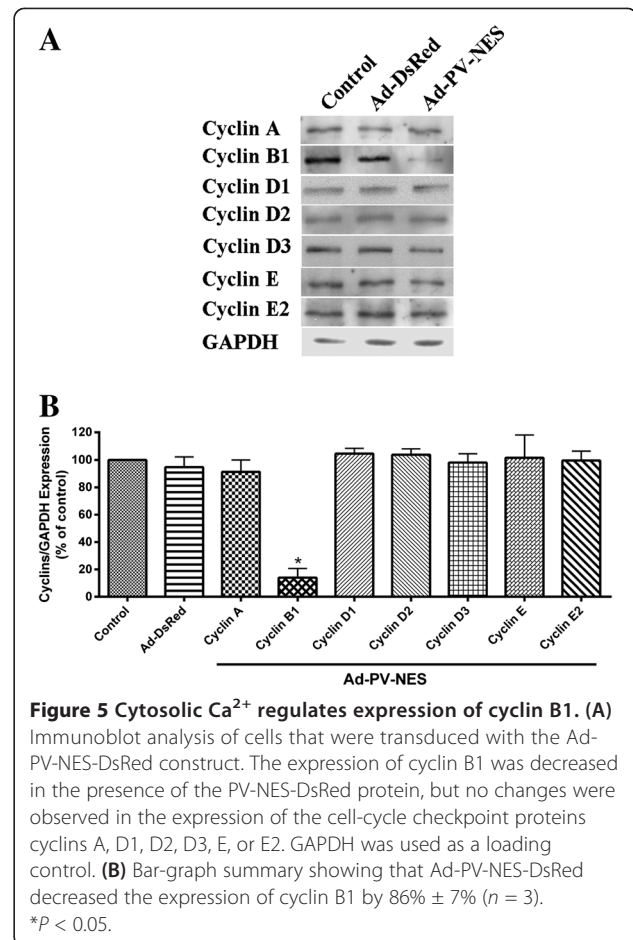 A
Control
Ad-DsRed
Ad-PV-NES
Cyclin A
Cyclin B1
Cyclin D1
Cyclin D2
Cyclin D3
Cyclin E
Cyclin E2
GAPDH
B
Cyclins/GAPDH Expression
(% of control)
120
100
80
60
40
20
0
*
Control
Ad-DsRed
Cyclin A
Cyclin B1
Cyclin D1
Cyclin D2
Cyclin D3
Cyclin E
Cyclin E2
Ad-PV-NES
Figure 5 Cytosolic Ca²⁺ regulates expression of cyclin B1. (A)
Immunoblot analysis of cells that were transduced with the Ad-
PV-NES-DsRed construct. The expression of cyclin B1 was decreased
in the presence of the PV-NES-DsRed protein, but no changes were
observed in the expression of the cell-cycle checkpoint proteins
cyclins A, D1, D2, D3, E, or E2. GAPDH was used as a loading
control. (B) Bar-graph summary showing that Ad-PV-NES-DsRed
decreased the expression of cyclin B1 by 86% ± 7% (n = 3).
*P < 0.05.